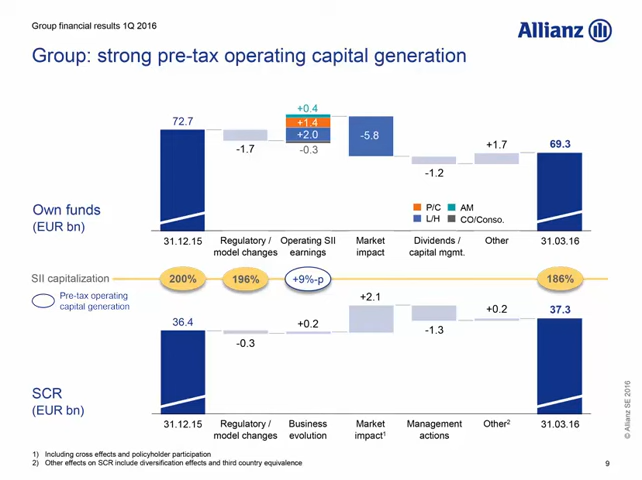 Group financial results 1Q 2016
Allianz
Group: strong pre-tax operating capital generation
72.7
-1.7
+0.4
+1.4
+2.0
-0.3
-5.8
-1.2
+1.7
69.3
P/C
AM
L/H
CO/Conso.
Own funds
(EUR bn)
31.12.15
Regulatory /
model changes
Operating SII
earnings
Market
impact
Dividends /
capital mgmt.
Other
31.03.16
SII capitalization
200%
196%
+9%-p
186%
Pre-tax operating
capital generation
36.4
-0.3
+0.2
+2.1
-1.3
+0.2
37.3
SCR
(EUR bn)
31.12.15
Regulatory /
model changes
Business
evolution
Market
impact1
Management
actions
Other2
31.03.16
1) Including cross effects and policyholder participation
2) Other effects on SCR include diversification effects and third country equivalence
© Allianz SE 2016
9